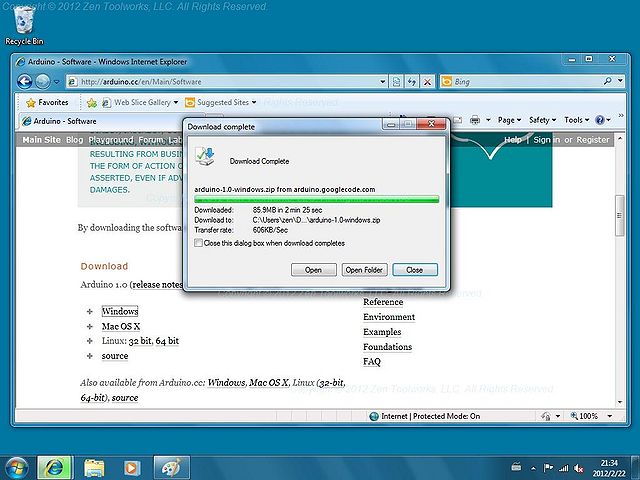 Copyright © 2012 Zen Toolworks, LLC. All Rights Reserved.
Recycle Bin
Arduino - Software - Windows Internet Explorer
http://arduino.cc/en/Main/Software
Bing
Favorites
Web Slice Gallery
Suggested Sites
Arduino - Software
Page
Safety
Tools
Main Site Blog Playground Forum Lab
Help | Sign in or Register
RESULTING FROM BUSIN
THE FORM OF ACTION O
ASSERTED, EVEN IF ADV
DAMAGES.
By downloading the softwa
Download complete
Download Complete
arduino-1.0-windows.zip from arduino.googlecode.com
Downloaded: 85.9MB in 2 min 25 sec
Download to: C:\Users\zen\D...\arduino-1.0-windows.zip
Transfer rate: 606KB/Sec
Close this dialog box when download completes
Open
Open Folder
Close
Download
Arduino 1.0 (release notes
Windows
Mac OS X
Linux: 32 bit, 64 bit
source
Also available from Arduino.cc: Windows, Mac OS X, Linux (32-bit,
64-bit), source
Reference
Environment
Examples
Foundations
FAQ
© 2012 Zen Toolworks, LLC. All Rights Reserved.
Internet | Protected Mode: On
100%
21:34
2012/2/22